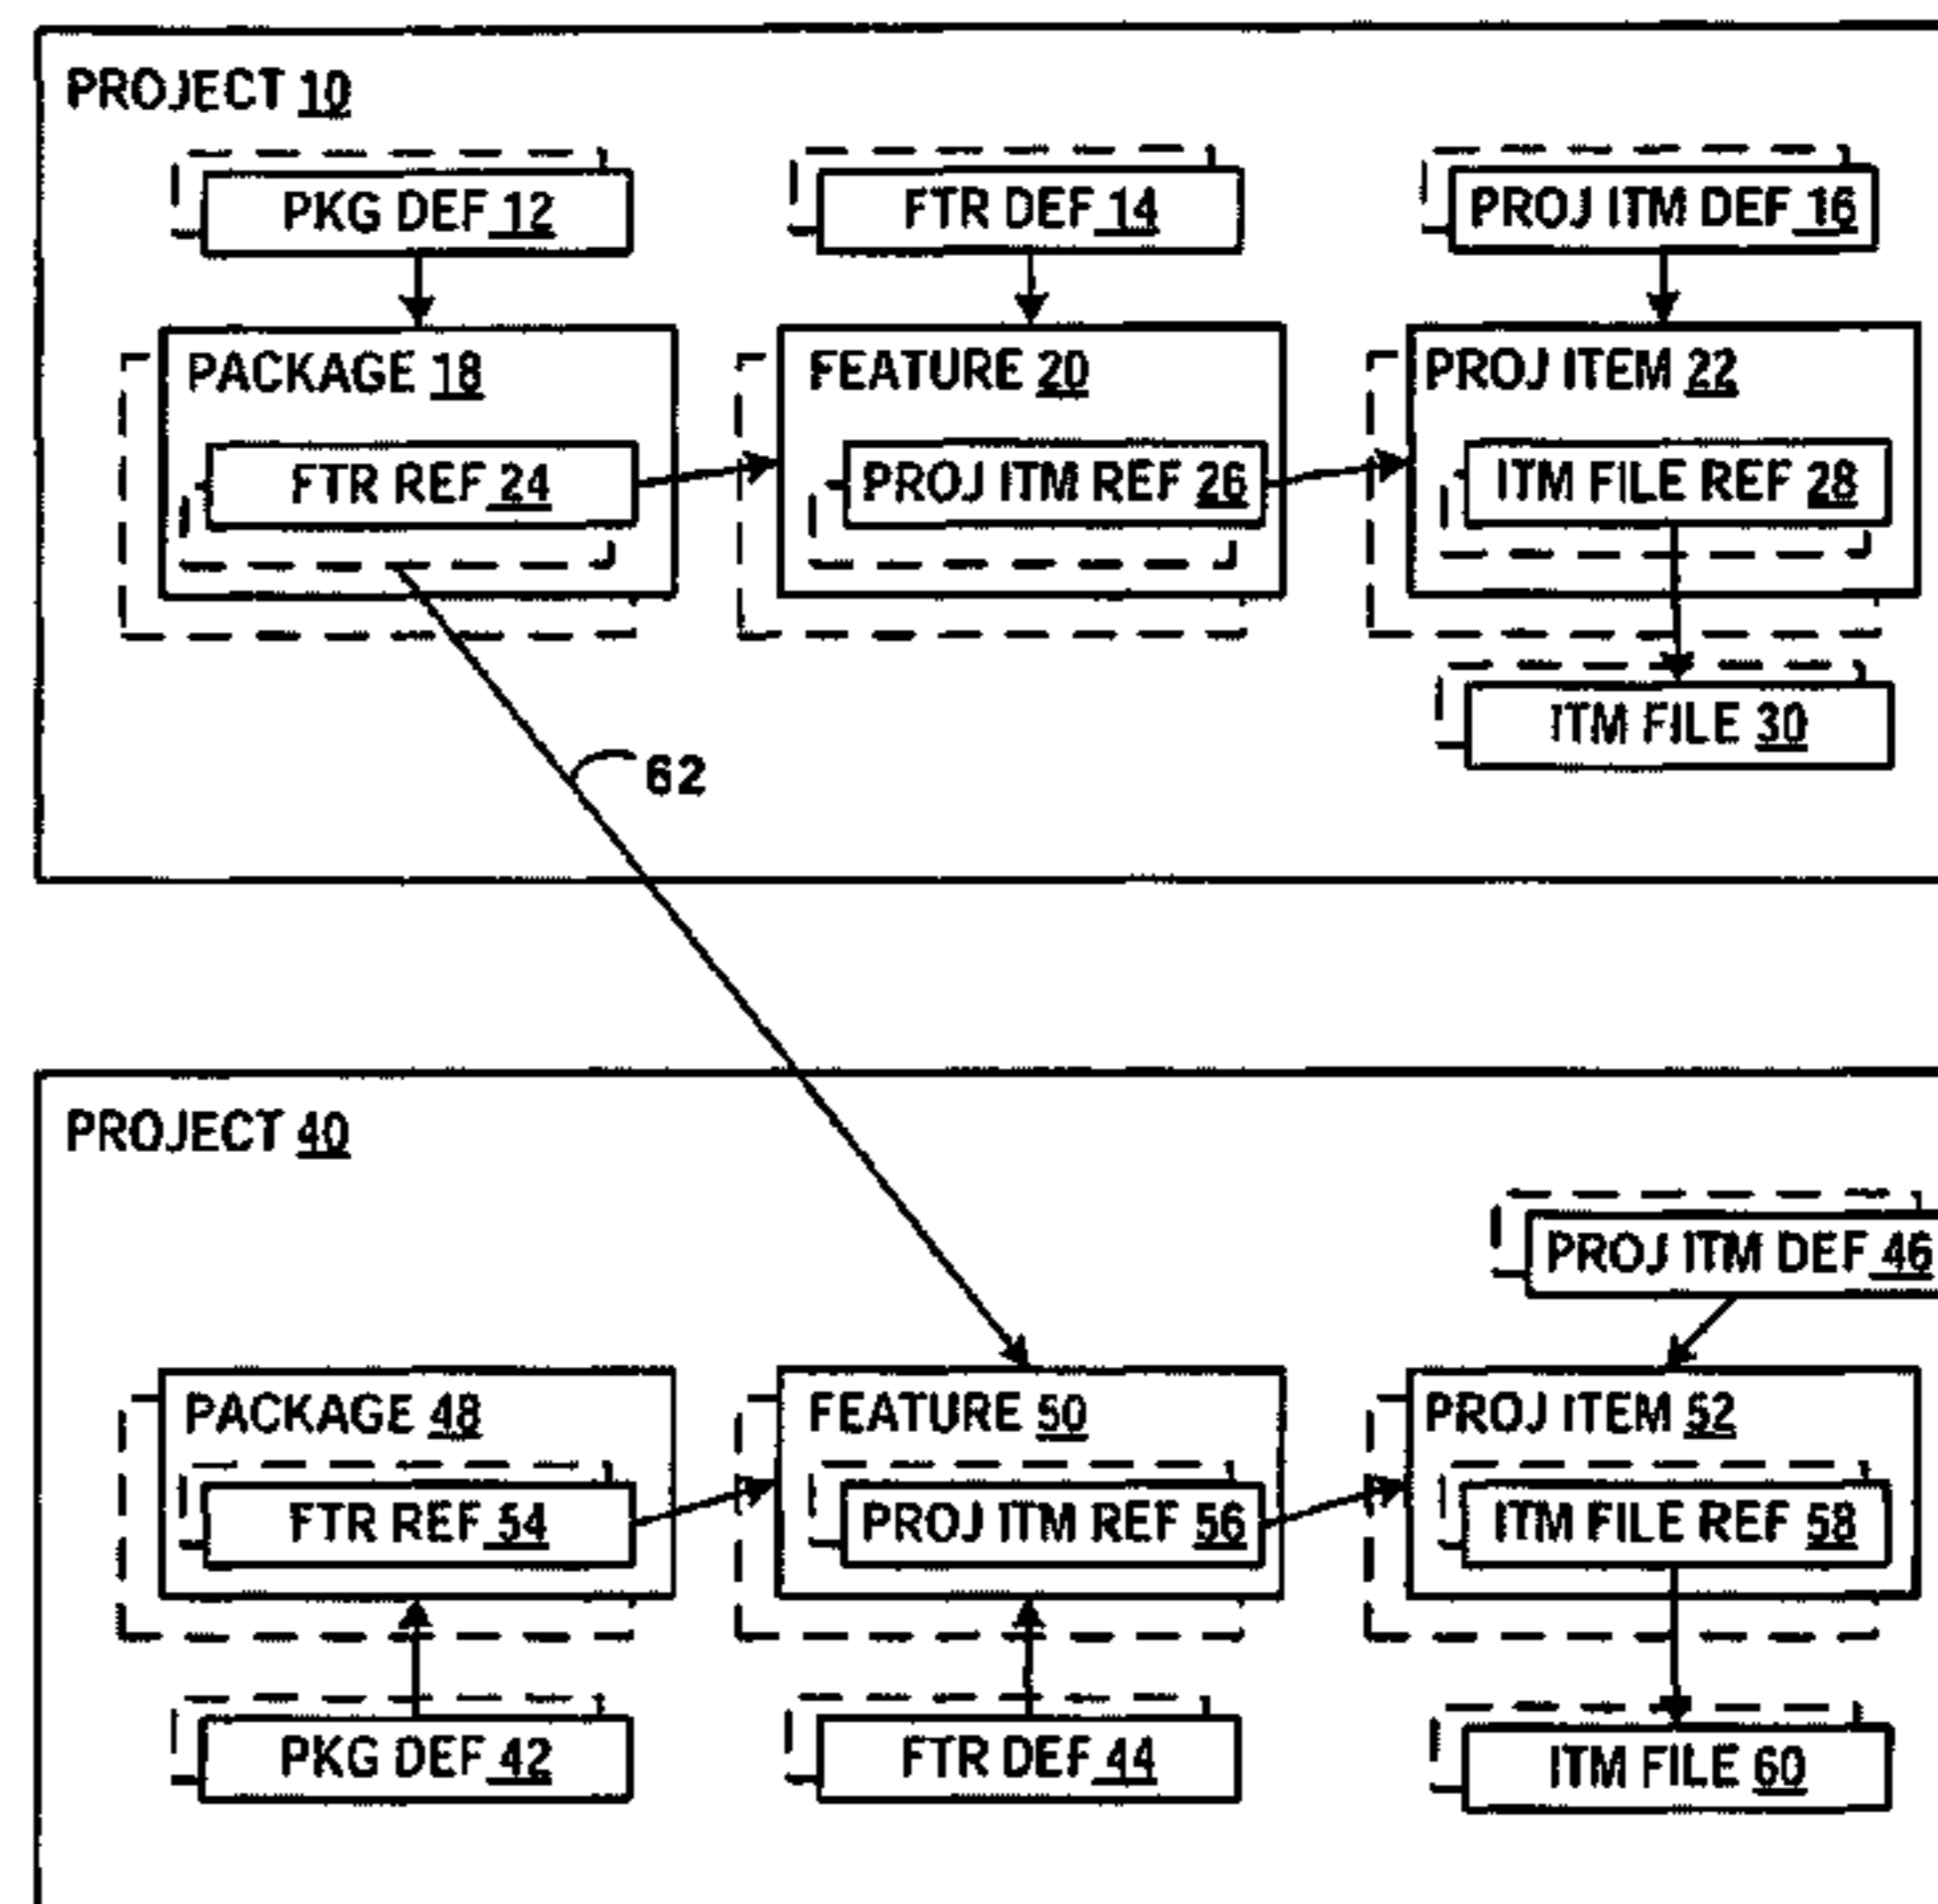 PROJECT 10
PKG DEF 12
FTR DEF 14
PROJ ITM DEF 16
PACKAGE 18
FEATURE 20
PROJ ITEM 22
FTR REF 24
PROJ ITM REF 26
ITM FILE REF 28
ITM FILE 30
62
PROJECT 40
PROJ ITM DEF 46
PACKAGE 48
FEATURE 50
PROJ ITEM 52
FTR REF 54
PROJ ITM REF 56
ITM FILE REF 58
PKG DEF 42
FTR DEF 44
ITM FILE 60